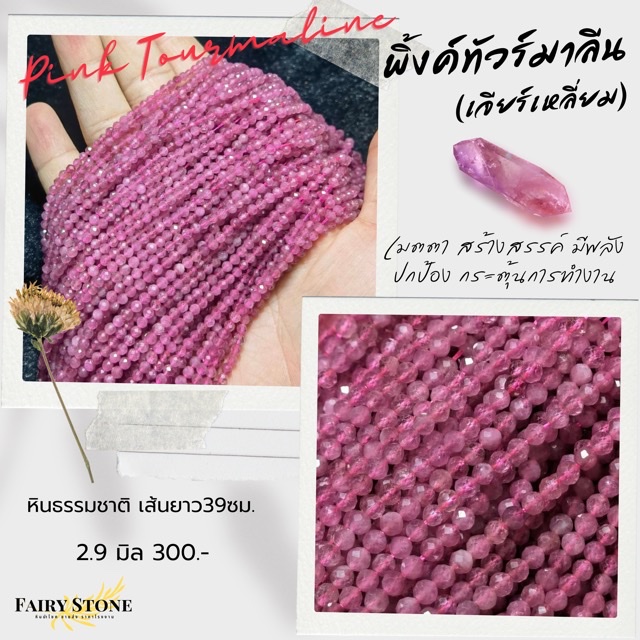 Pink Tourmaline
พิ้งค์ทัวร์มาลีน
(เจียร์เหลี่ยม)
เมตตา สร้างสรรค์ มีพลัง
ปกป้อง กระตุ้นการทำงาน
หินธรรมชาติ เส้นยาว39ซม.
2.9 มิล 300.-
FAIRY STONE